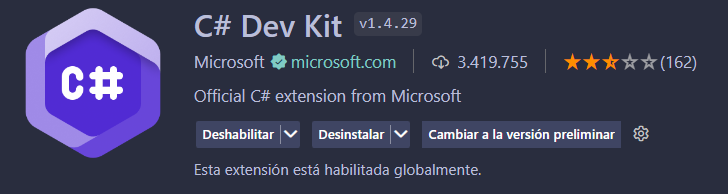 C#
C# Dev Kit v1.4.29
Microsoft microsoft.com 3.419.755 (162)
Official C# extension from Microsoft
Deshabilitar Desinstalar Cambiar a la versión preliminar
Esta extensión está habilitada globalmente.